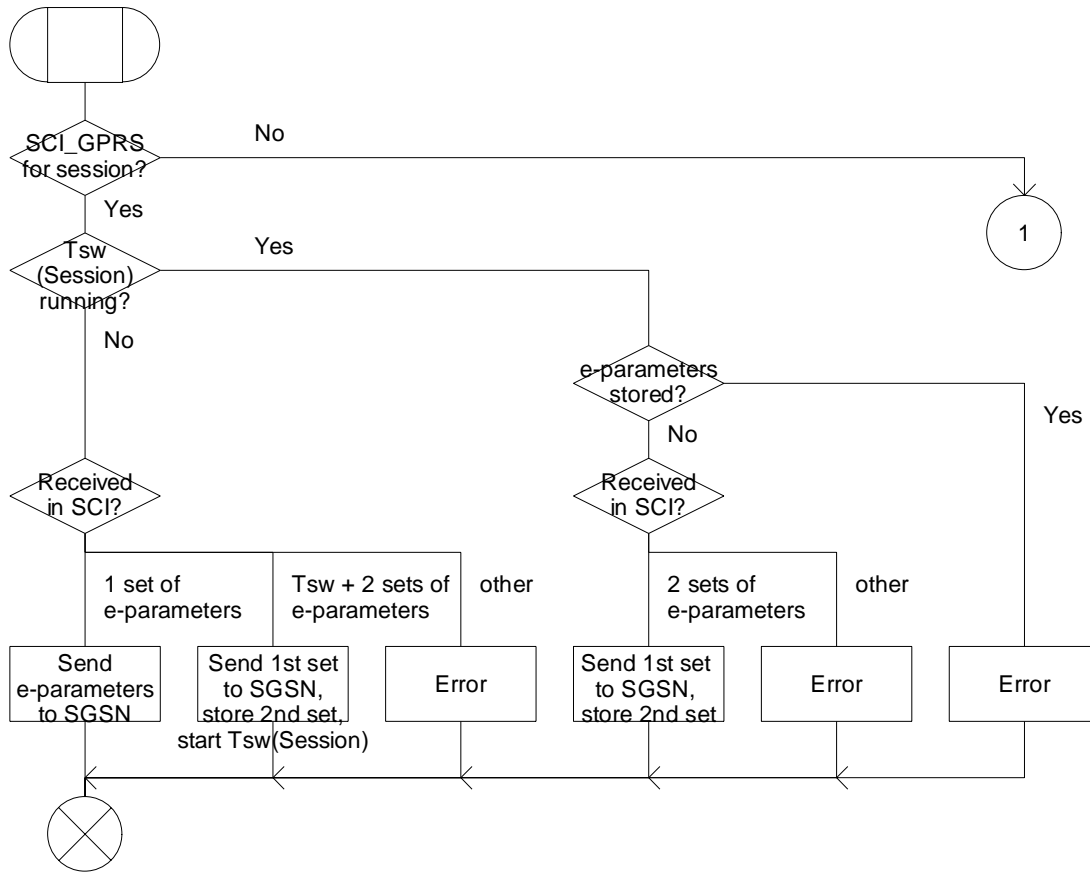 SCI_GPRS
for session?
No
Yes
1
Tsw
(Session)
running?
Yes
No
e-parameters
stored?
Yes
No
Received
in SCI?
Received
in SCI?
1 set of
e-parameters
Tsw + 2 sets of
e-parameters
other
2 sets of
e-parameters
other
Send
e-parameters
to SGSN
Send 1st set
to SGSN,
store 2nd set,
start Tsw(Session)
Error
Send 1st set
to SGSN,
store 2nd set
Error
Error